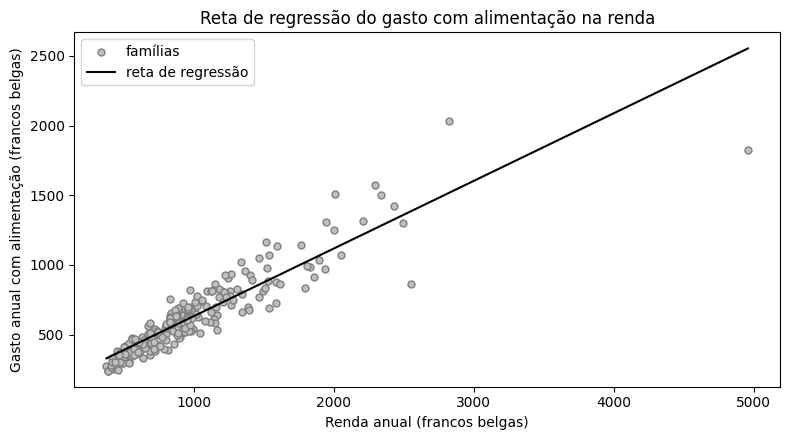 Reta de regressão do gasto com alimentação na renda
famílias
reta de regressão
Gasto anual com alimentação (francos belgas)
2500
2000
1500
1000
500
1000
2000
3000
4000
5000
Renda anual (francos belgas)